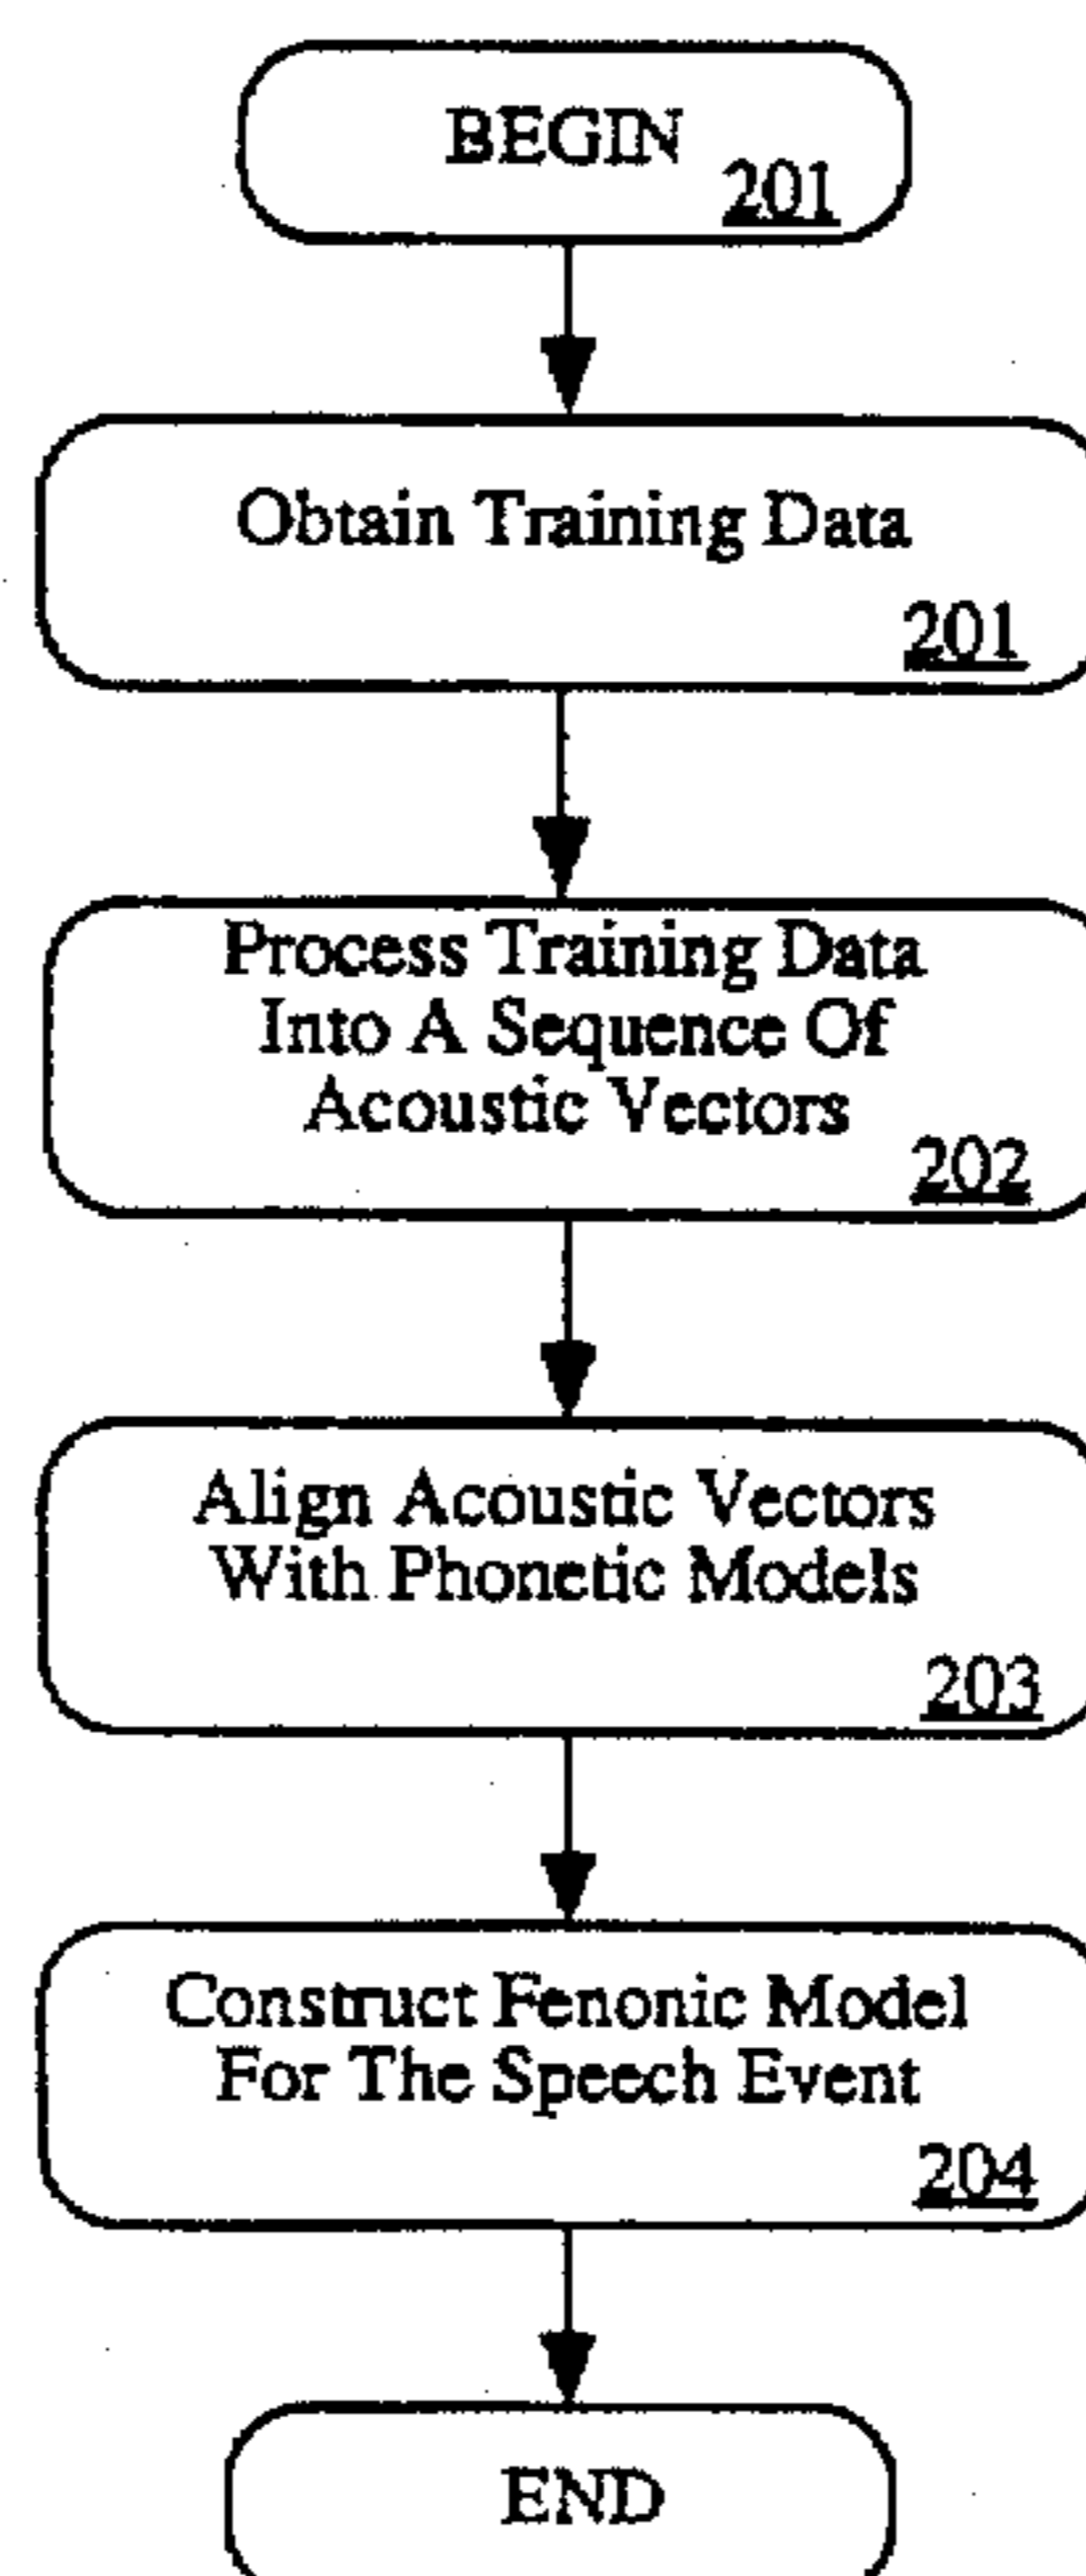 BEGIN
201
Obtain Training Data
201
Process Training Data
Into A Sequence Of
Acoustic Vectors
202
Align Acoustic Vectors
With Phonetic Models
203
Construct Fenonic Model
For The Speech Event
204
END